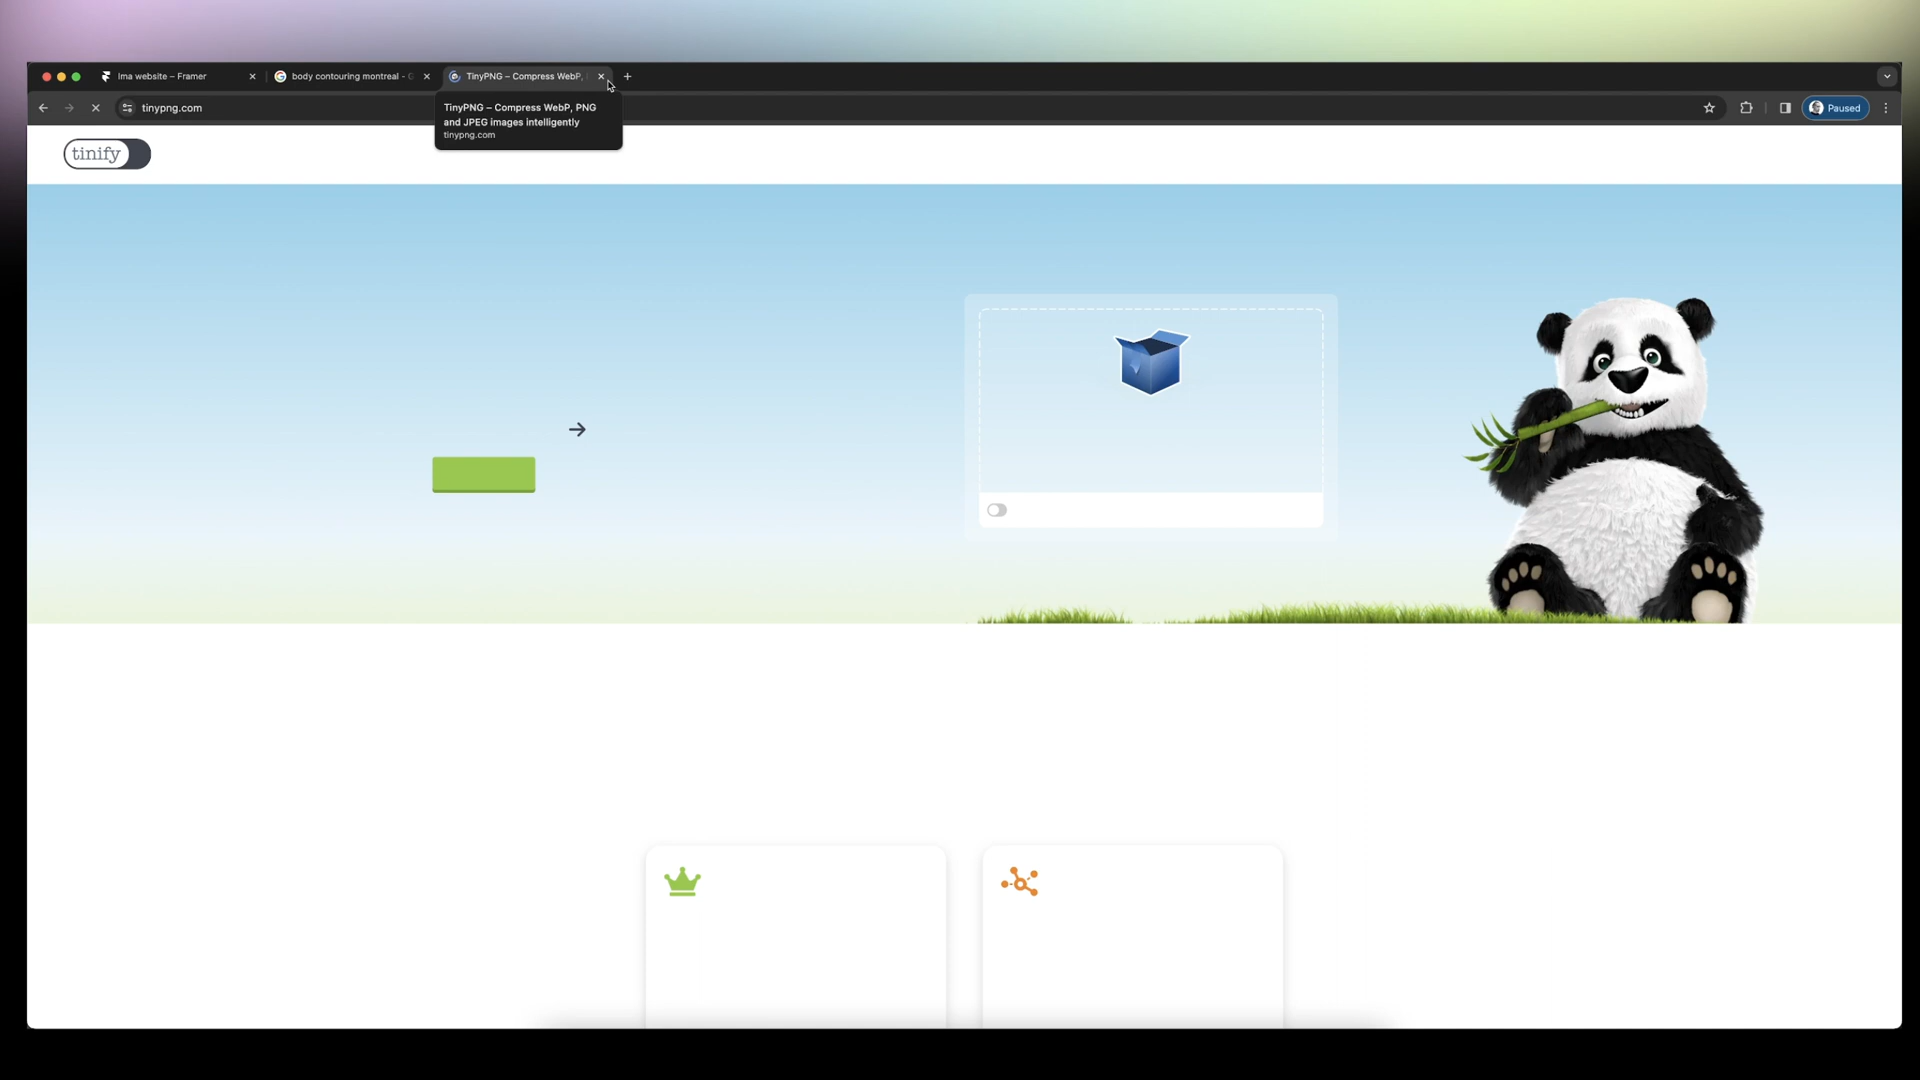 Ima website – Framer
body contouring montreal - G
TinyPNG – Compress WebP,
tinypng.com
Paused
TinyPNG – Compress WebP, PNG
and JPEG images intelligently
tinypng.com
tinify